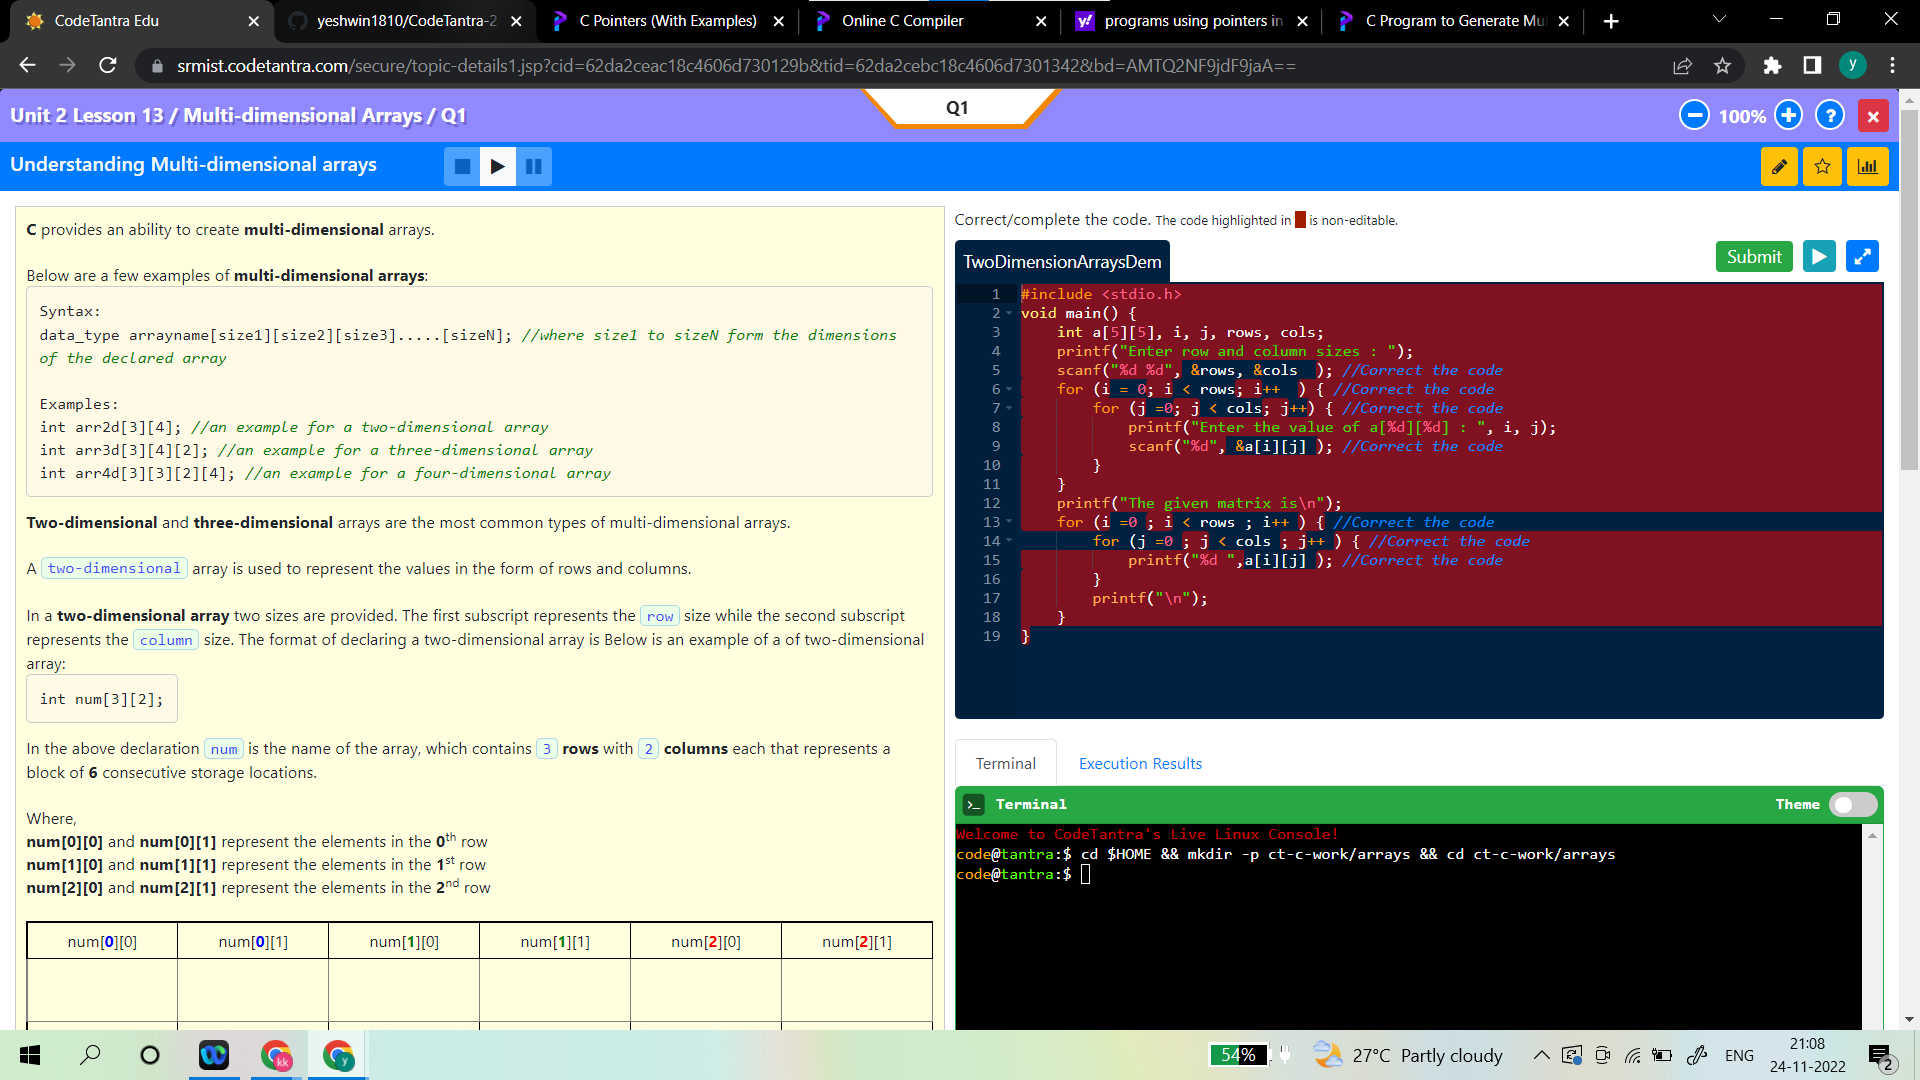 CodeTantra Edu
yeshwin1810/CodeTantra-2
C Pointers (With Examples)
Online C Compiler
programs using pointers in
C Program to Generate Mul
srmist.codetantra.com/secure/topic-details1.jsp?cid=62da2ceac18c4606d730129b&tid=62da2cebc18c4606d7301342&bd=AMTQ2NF9jdF9jaA==
y
Unit 2 Lesson 13 / Multi-dimensional Arrays / Q1
Q1
100%
?
Understanding Multi-dimensional arrays
C provides an ability to create multi-dimensional arrays.
Below are a few examples of multi-dimensional arrays:
Syntax:
data_type arrayname[size1][size2][size3].....[sizeN]; //where size1 to sizeN form the dimensions
of the declared array
Examples:
int arr2d[3][4]; //an example for a two-dimensional array
int arr3d[3][4][2]; //an example for a three-dimensional array
int arr4d[3][3][2][4]; //an example for a four-dimensional array
Two-dimensional and three-dimensional arrays are the most common types of multi-dimensional arrays.
A two-dimensional array is used to represent the values in the form of rows and columns.
In a two-dimensional array two sizes are provided. The first subscript represents the row size while the second subscript
represents the column size. The format of declaring a two-dimensional array is Below is an example of a of two-dimensional
array:
int num[3][2];
In the above declaration num is the name of the array, which contains 3 rows with 2 columns each that represents a
block of 6 consecutive storage locations.
Where,
num[0][0] and num[0][1] represent the elements in the 0th row
num[1][0] and num[1][1] represent the elements in the 1st row
num[2][0] and num[2][1] represent the elements in the 2nd row
num[0][0] num[0][1] num[1][0] num[1][1] num[2][0] num[2][1]
Correct/complete the code. The code highlighted in is non-editable.
TwoDimensionArraysDem
Submit
1 #include <stdio.h>
2 void main() {
3 int a[5][5], i, j, rows, cols;
4 printf("Enter row and column sizes : ");
5 scanf("%d %d", &rows, &cols ); //Correct the code
6 for (i = 0; i < rows; i++ ) { //Correct the code
7 for (j =0; j < cols; j++) { //Correct the code
8 printf("Enter the value of a[%d][%d] : ", i, j);
9 scanf("%d", &a[i][j] ); //Correct the code
10 }
11 }
12 printf("The given matrix is\n");
13 for (i =0 ; i < rows ; i++ ) { //Correct the code
14 for (j =0 ; j < cols ; j++ ) { //Correct the code
15 printf("%d ",a[i][j] ); //Correct the code
16 }
17 printf("\n");
18 }
19 }
Terminal
Execution Results
Terminal
Theme
Welcome to CodeTantra's Live Linux Console!
code@tantra:$ cd $HOME && mkdir -p ct-c-work/arrays && cd ct-c-work/arrays
code@tantra:$
kk
y
54%
27°C Partly cloudy
ENG
21:08
24-11-2022
2